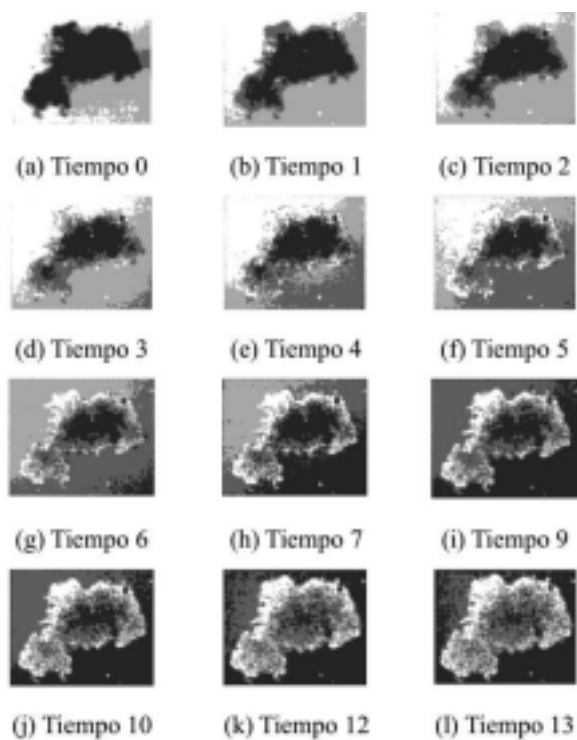 (a) Tiempo 0 (b) Tiempo 1 (c) Tiempo 2
(d) Tiempo 3 (e) Tiempo 4 (f) Tiempo 5
(g) Tiempo 6 (h) Tiempo 7 (i) Tiempo 9
(j) Tiempo 10 (k) Tiempo 12 (l) Tiempo 13